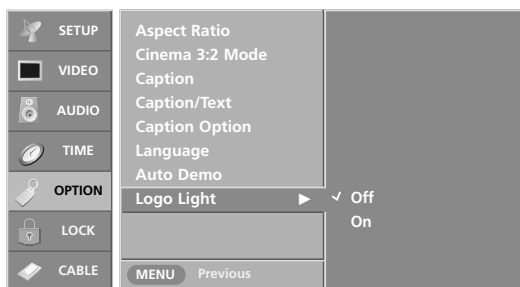 SETUP
VIDEO
AUDIO
TIME
OPTION
LOCK
CABLE
Aspect Ratio
Cinema 3:2 Mode
Caption
Caption/Text
Caption Option
Language
Auto Demo
Logo Light ▶
✓ Off
On
MENU Previous